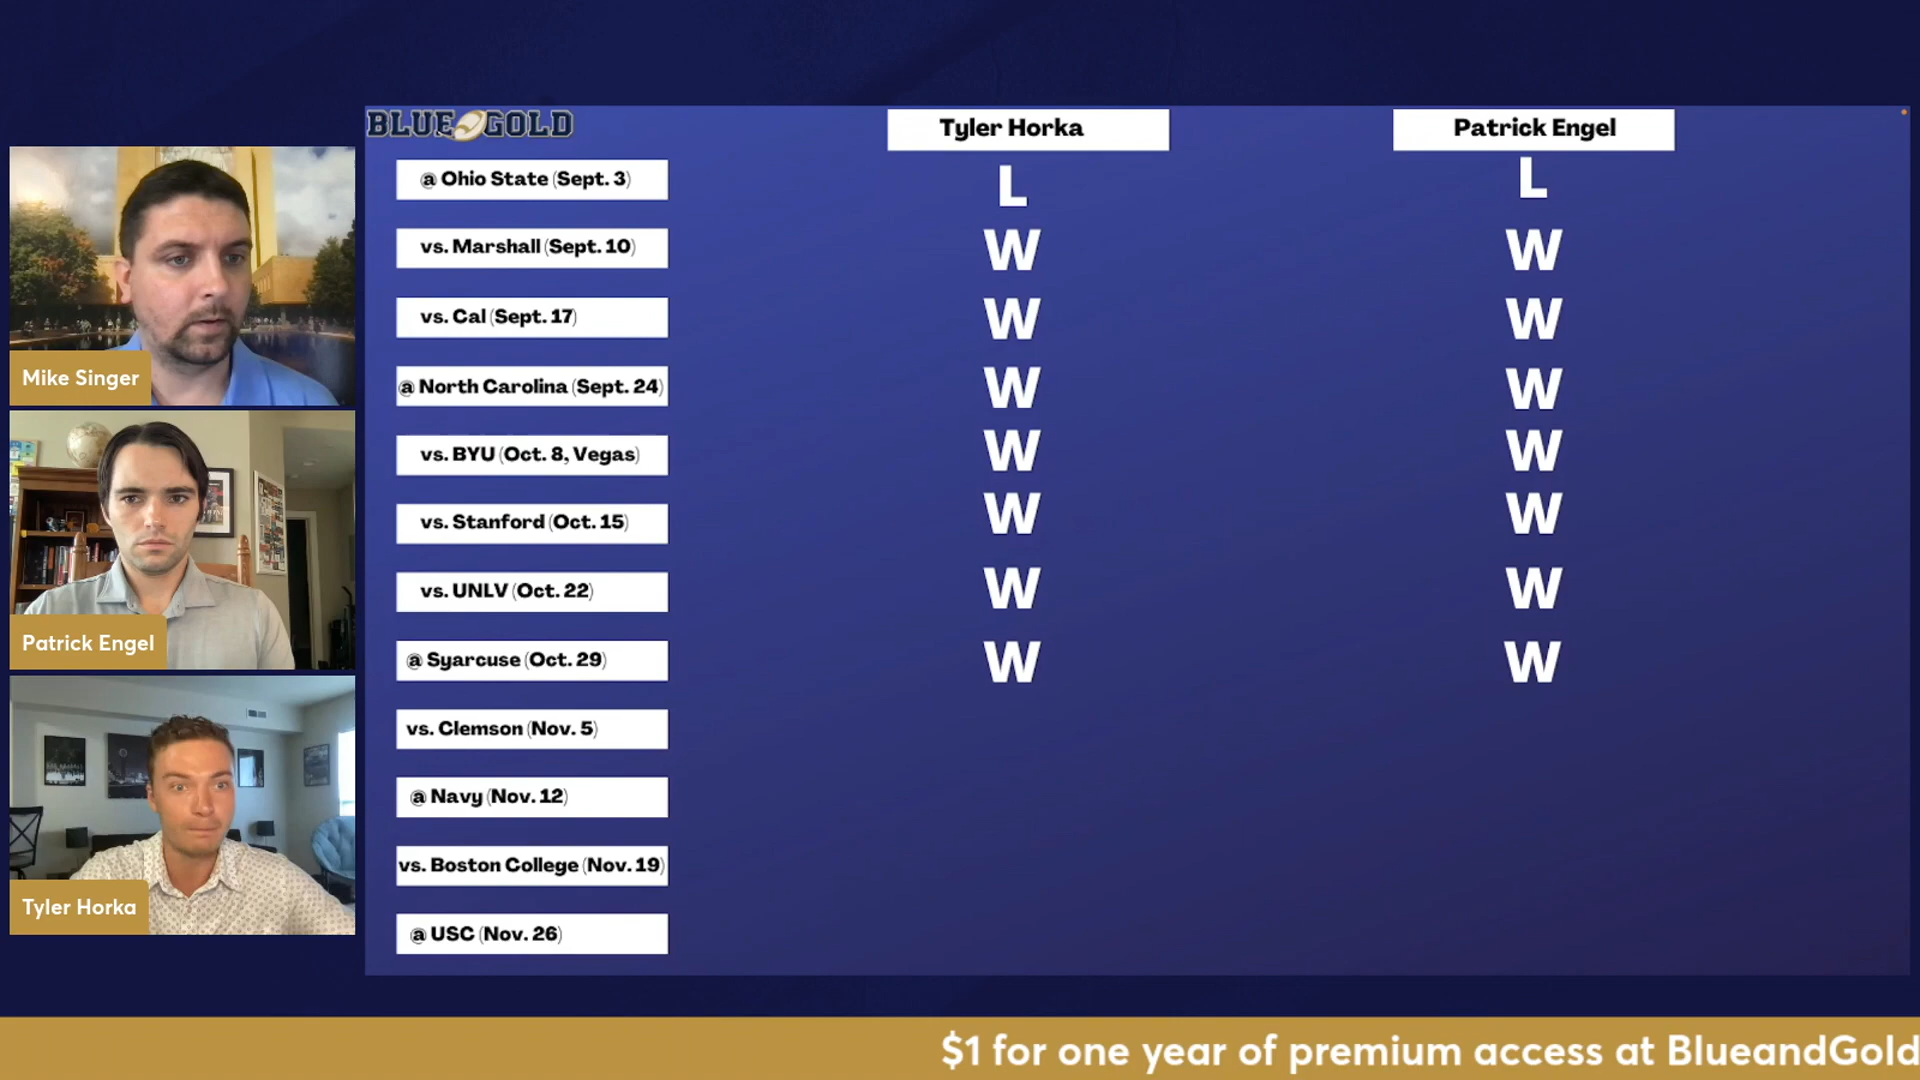 BLUE GOLD
Tyler Horka
Patrick Engel
@ Ohio State (Sept. 3)
L
L
vs. Marshall (Sept. 10)
W
W
vs. Cal (Sept. 17)
W
W
@ North Carolina (Sept. 24)
W
W
vs. BYU (Oct. 8, Vegas)
W
W
vs. Stanford (Oct. 15)
W
W
vs. UNLV (Oct. 22)
W
W
@ Syarcuse (Oct. 29)
W
W
vs. Clemson (Nov. 5)
@ Navy (Nov. 12)
vs. Boston College (Nov. 19)
@ USC (Nov. 26)
Mike Singer
Patrick Engel
Tyler Horka
$1 for one year of premium access at BlueandGold